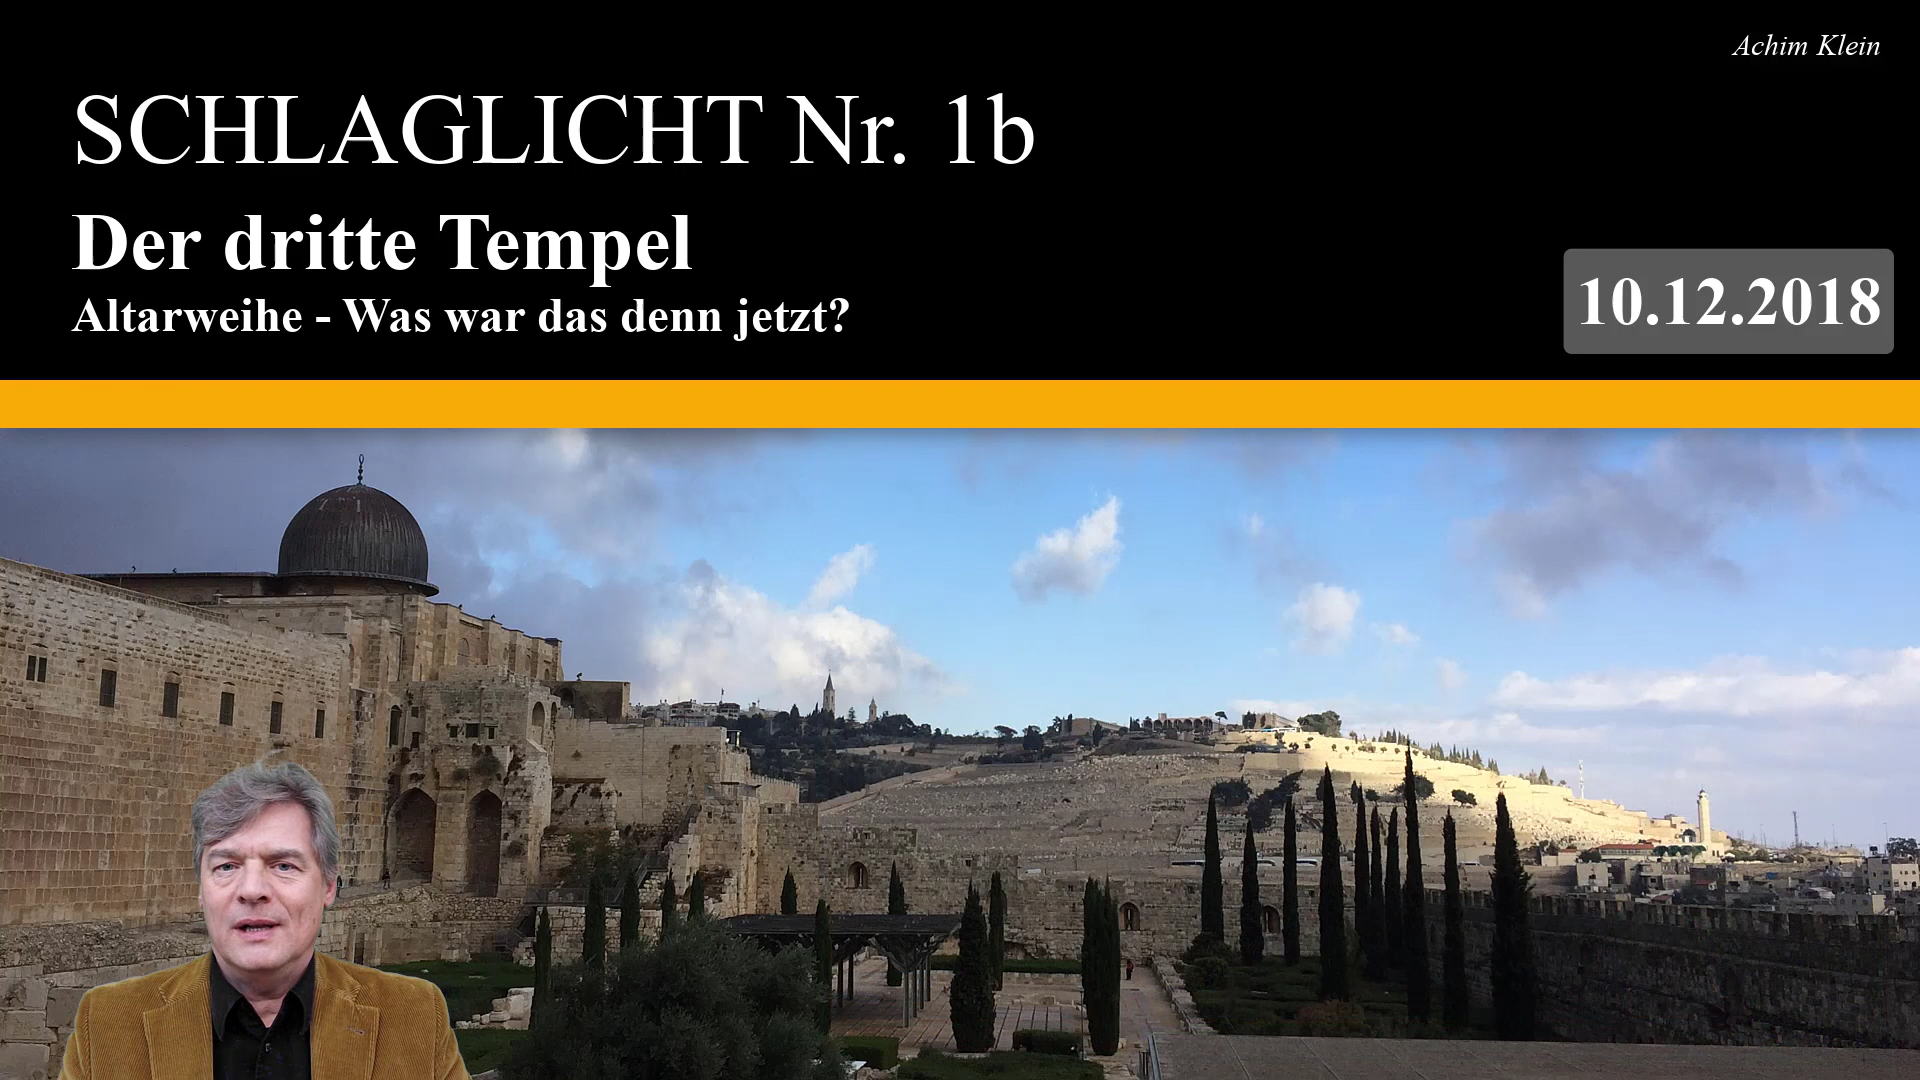 Achim Klein
SCHLAGLICHT Nr. 1b
Der dritte Tempel
Altarweihe - Was war das denn jetzt?
10.12.2018